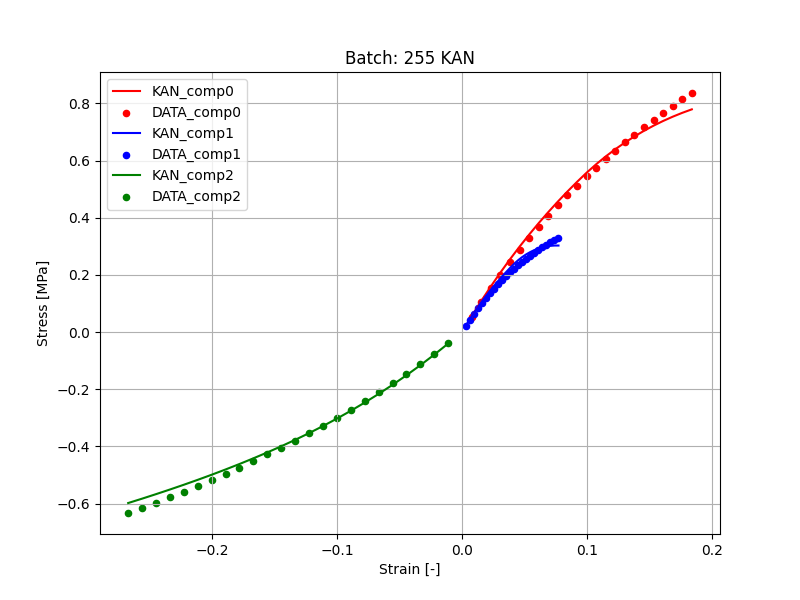 Batch: 255 KAN
KAN_comp0
DATA_comp0
KAN_comp1
DATA_comp1
KAN_comp2
DATA_comp2
0.8
0.6
0.4
0.2
0.0
−0.2
−0.4
−0.6
Stress [MPa]
−0.2 −0.1 0.0 0.1 0.2
Strain [-]